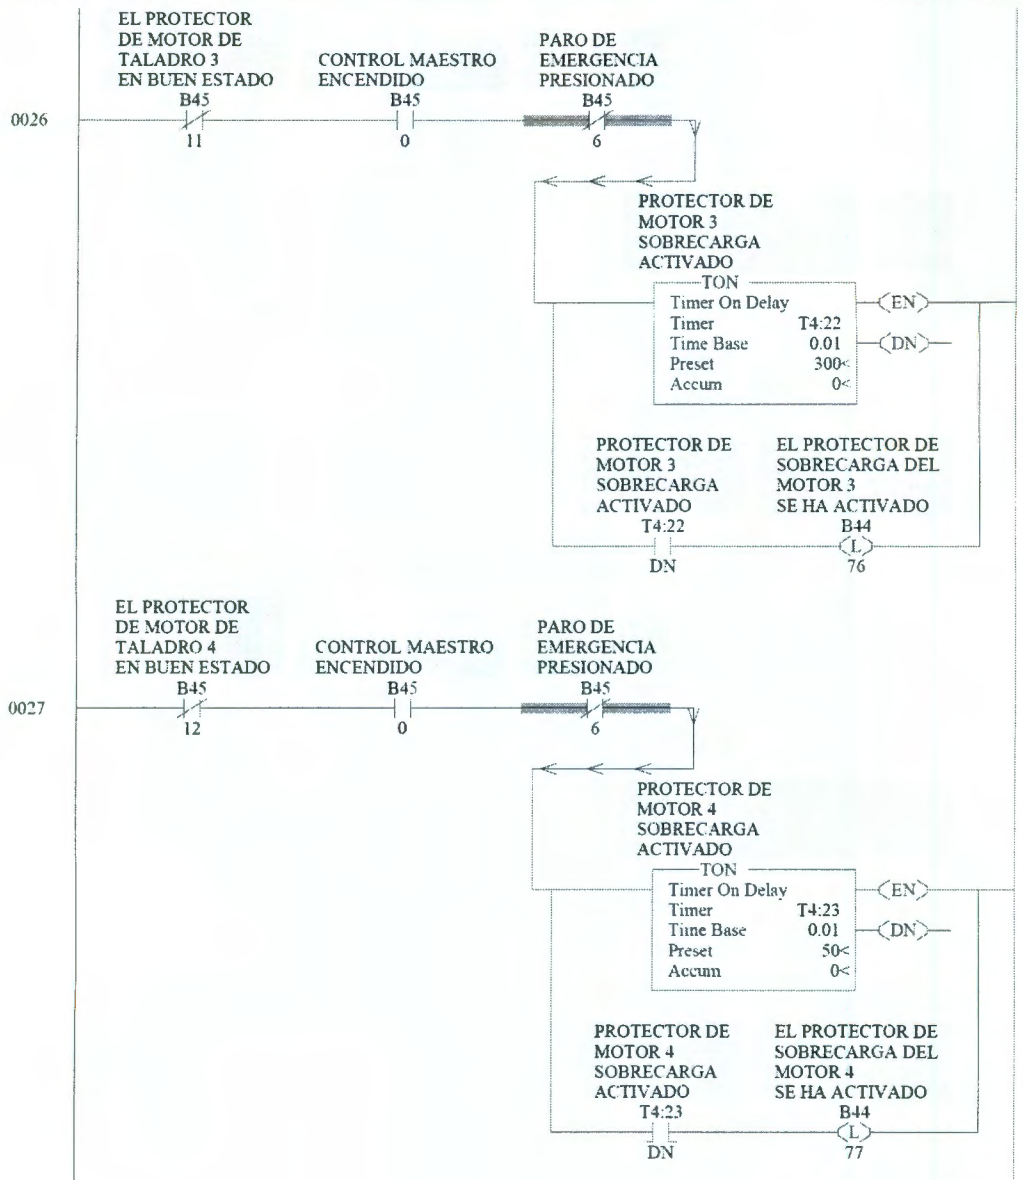 EL PROTECTOR
DE MOTOR DE
TALADRO 3
EN BUEN ESTADO
B45
11
CONTROL MAESTRO
ENCENDIDO
B45
0
PARO DE
EMERGENCIA
PRESIONADO
B45
6
0026
PROTECTOR DE
MOTOR 3
SOBRECARGA
ACTIVADO
TON
Timer On Delay
Timer T4:22
Time Base 0.01
Preset 300<
Accum 0<
EN
DN
PROTECTOR DE
MOTOR 3
SOBRECARGA
ACTIVADO
T4:22
DN
EL PROTECTOR DE
SOBRECARGA DEL
MOTOR 3
SE HA ACTIVADO
B44
L
76
EL PROTECTOR
DE MOTOR DE
TALADRO 4
EN BUEN ESTADO
B45
12
CONTROL MAESTRO
ENCENDIDO
B45
0
PARO DE
EMERGENCIA
PRESIONADO
B45
6
0027
PROTECTOR DE
MOTOR 4
SOBRECARGA
ACTIVADO
TON
Timer On Delay
Timer T4:23
Time Base 0.01
Preset 50<
Accum 0<
EN
DN
PROTECTOR DE
MOTOR 4
SOBRECARGA
ACTIVADO
T4:23
DN
EL PROTECTOR DE
SOBRECARGA DEL
MOTOR 4
SE HA ACTIVADO
B44
L
77